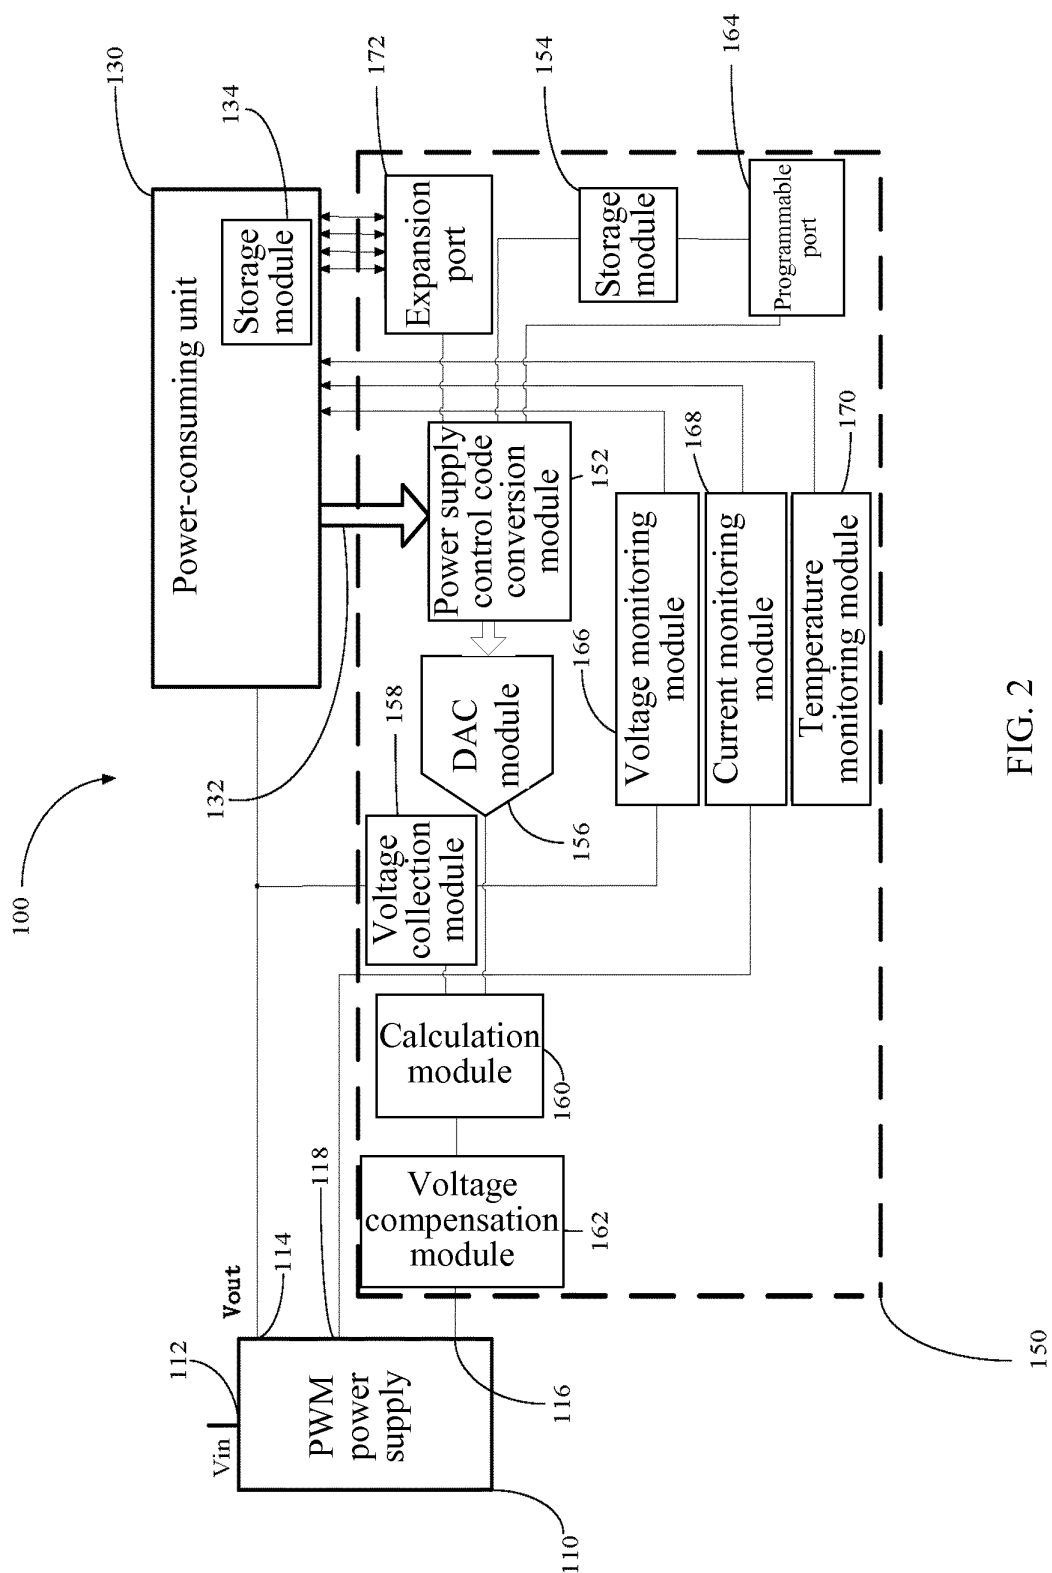 100
130
Power-consuming unit
134
Storage
module
132
Vin
112
Vout
114
118
PWM
power
supply
110
116
Voltage
compensation
module
162
Calculation
module
160
Voltage
collection
module
158
DAC
module
156
Power supply
control code
conversion
module
152
Expansion
port
172
Storage
module
154
Programmable
port
164
Voltage monitoring
module
166
Current monitoring
module
168
Temperature
monitoring module
170
150
FIG. 2